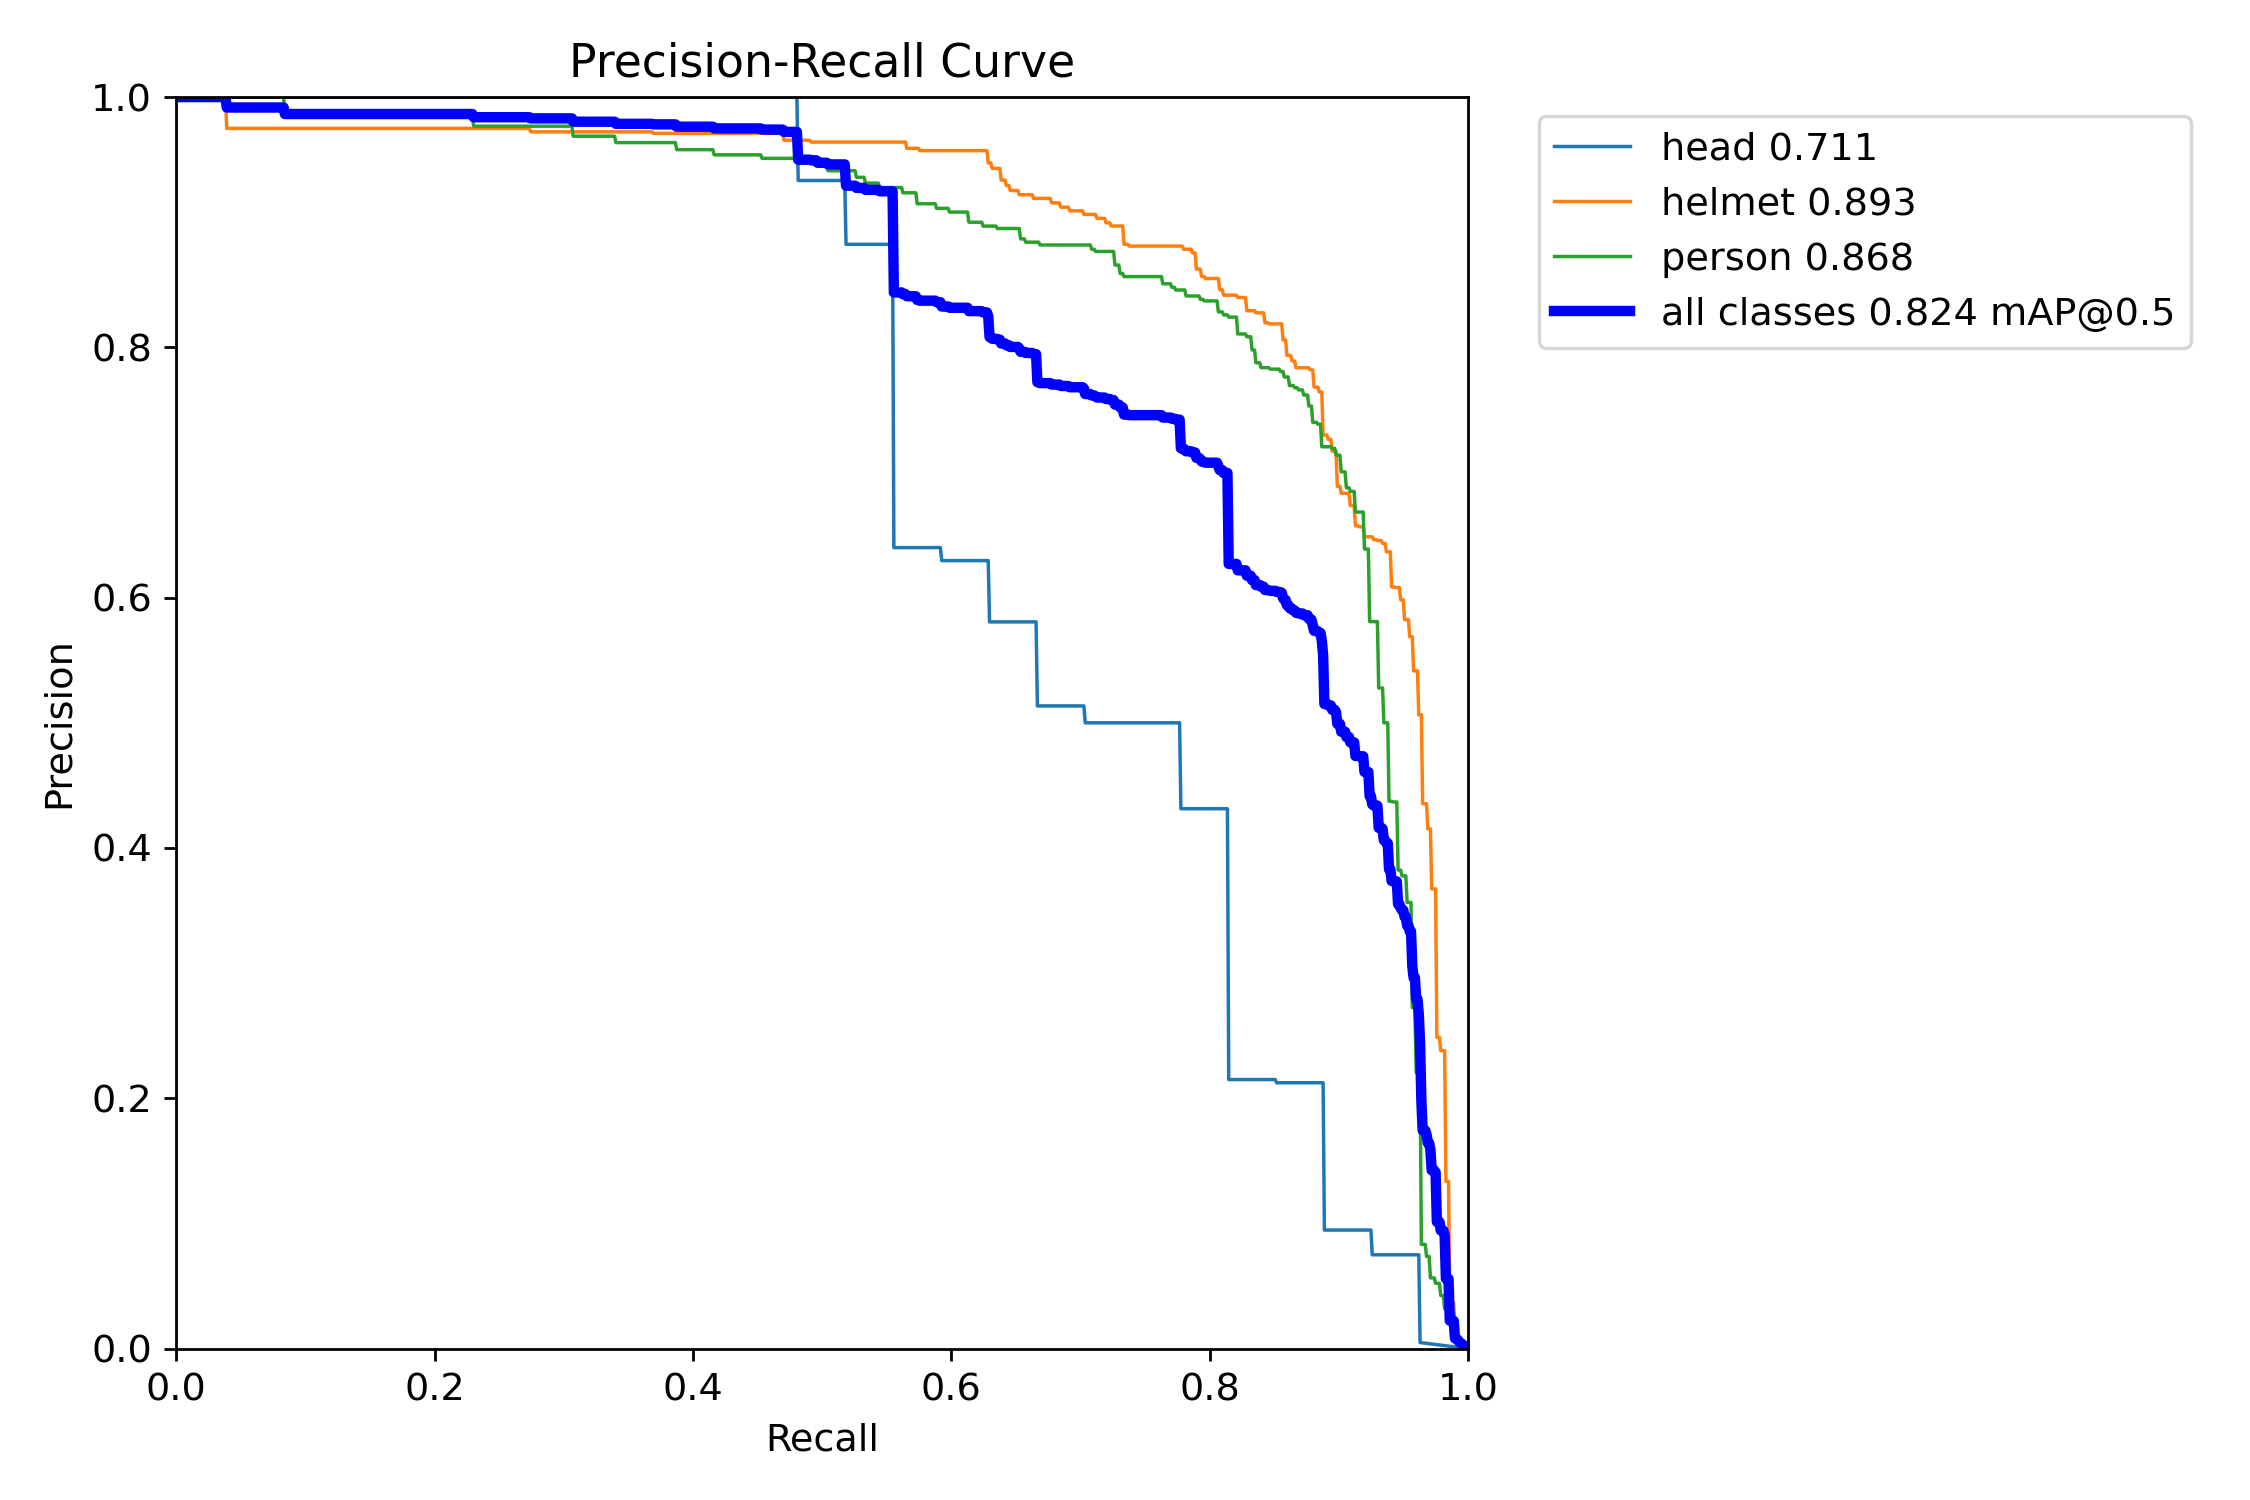 Precision-Recall Curve
1.0
0.8
0.6
0.4
0.2
0.0
Precision
0.0 0.2 0.4 0.6 0.8 1.0
Recall
head 0.711
helmet 0.893
person 0.868
all classes 0.824 mAP@0.5